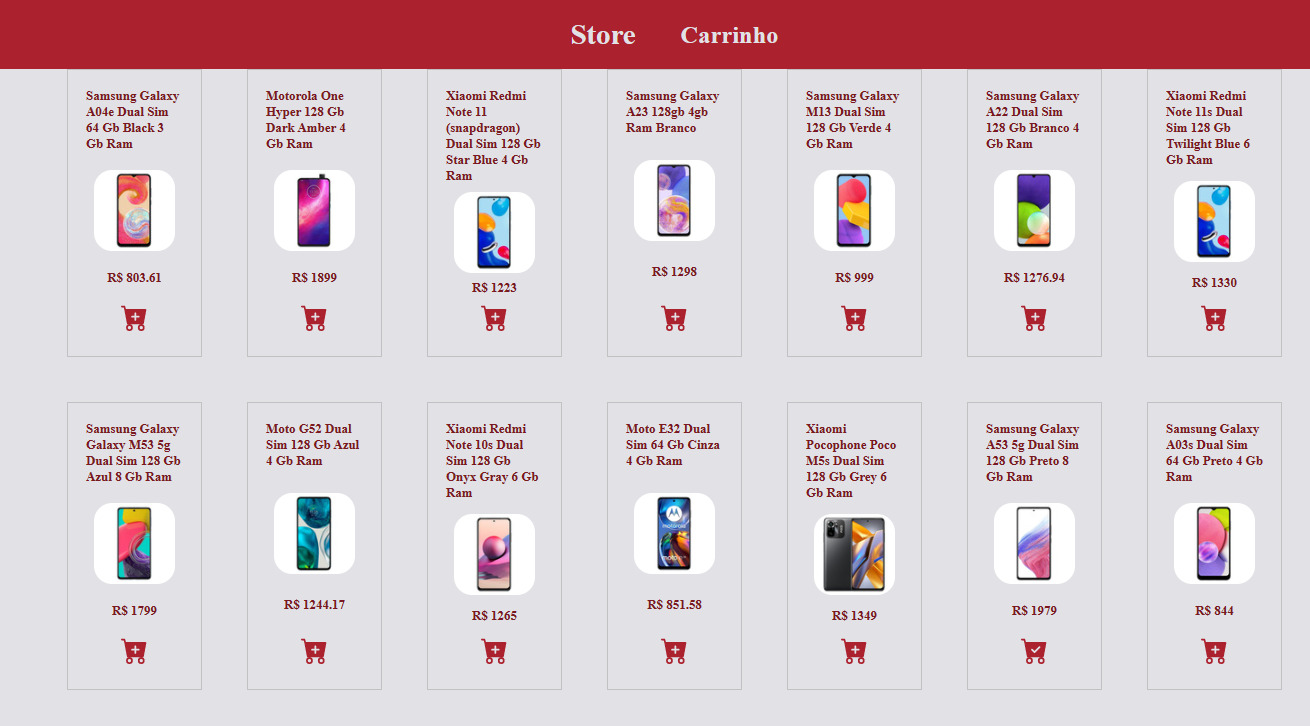 Store
Carrinho
Samsung Galaxy
A04e Dual Sim
64 Gb Black 3
Gb Ram
R$ 803.61
Motorola One
Hyper 128 Gb
Dark Amber 4
Gb Ram
R$ 1899
Xiaomi Redmi
Note 11
(snapdragon)
Dual Sim 128 Gb
Star Blue 4 Gb
Ram
R$ 1223
Samsung Galaxy
A23 128gb 4gb
Ram Branco
R$ 1298
Samsung Galaxy
M13 Dual Sim
128 Gb Verde 4
Gb Ram
R$ 999
Samsung Galaxy
A22 Dual Sim
128 Gb Branco 4
Gb Ram
R$ 1276.94
Xiaomi Redmi
Note 11s Dual
Sim 128 Gb
Twilight Blue 6
Gb Ram
R$ 1330
Samsung Galaxy
Galaxy M53 5g
Dual Sim 128 Gb
Azul 8 Gb Ram
R$ 1799
Moto G52 Dual
Sim 128 Gb Azul
4 Gb Ram
R$ 1244.17
Xiaomi Redmi
Note 10s Dual
Sim 128 Gb
Onyx Gray 6 Gb
Ram
R$ 1265
Moto E32 Dual
Sim 64 Gb Cinza
4 Gb Ram
R$ 851.58
Xiaomi
Pocophone Poco
M5s Dual Sim
128 Gb Grey 6
Gb Ram
R$ 1349
Samsung Galaxy
A53 5g Dual Sim
128 Gb Preto 8
Gb Ram
R$ 1979
Samsung Galaxy
A03s Dual Sim
64 Gb Preto 4 Gb
Ram
R$ 844